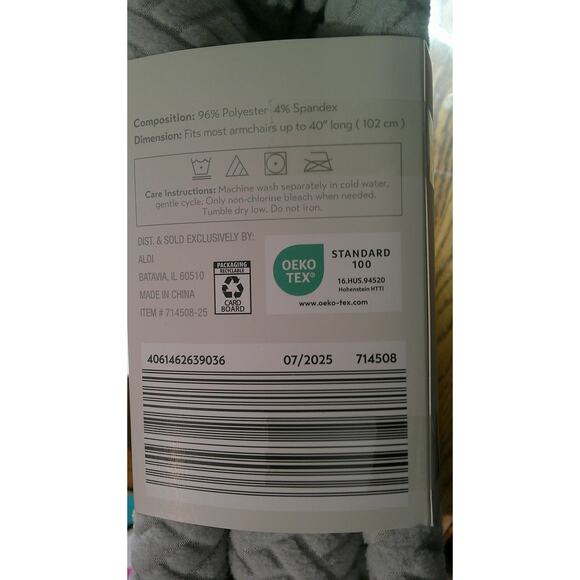 Composition: 96% Polyester 4% Spandex
Dimension: Fits most armchairs up to 40" long ( 102 cm )
Care Instructions: Machine wash separately in cold water,
gentle cycle. Only non-chlorine bleach when needed.
Tumble dry low. Do not iron.
DIST. & SOLD EXCLUSIVELY BY:
ALDI
BATAVIA, IL 60510
MADE IN CHINA
ITEM # 714508-25
PACKAGING
RECYCLABLE
CARD
BOARD
OEKO
TEX®
STANDARD
100
16.HUS.94520
Hohenstein HTTI
www.oeko-tex.com
4061462639036 07/2025 714508